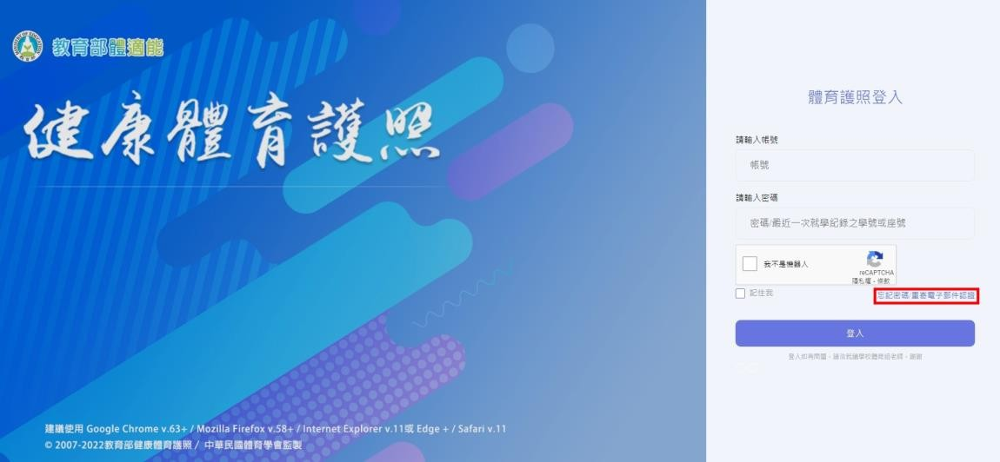 教育部體適能
健康體育護照
建議使用 Google Chrome v.63+ / Mozilla Firefox v.58+ / Internet Explorer v.11或 Edge + / Safari v.11
© 2007-2022教育部健康體育護照 / 中華民國體育學會監製
體育護照登入
請輸入帳號
帳號
請輸入密碼
密碼/最近一次就學紀錄之學號或座號
我不是機器人
reCAPTCHA
隱私權 - 條款
記住我
忘記密碼/重寄電子郵件認證
登入
登入如有問題，請洽就讀學校體育組老師，謝謝